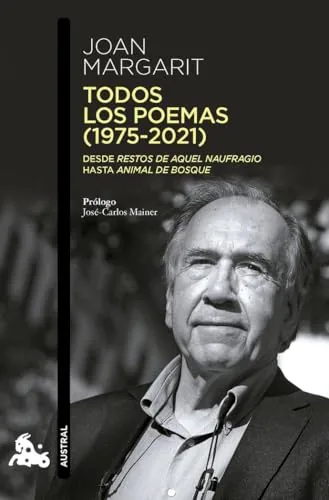 JOAN
MARGARIT
TODOS
LOS POEMAS
(1975-2021)
DESDE RESTOS DE AQUEL NAUFRAGIO
HASTA ANIMAL DE BOSQUE
Prólogo
José-Carlos Mainer
AUSTRAL